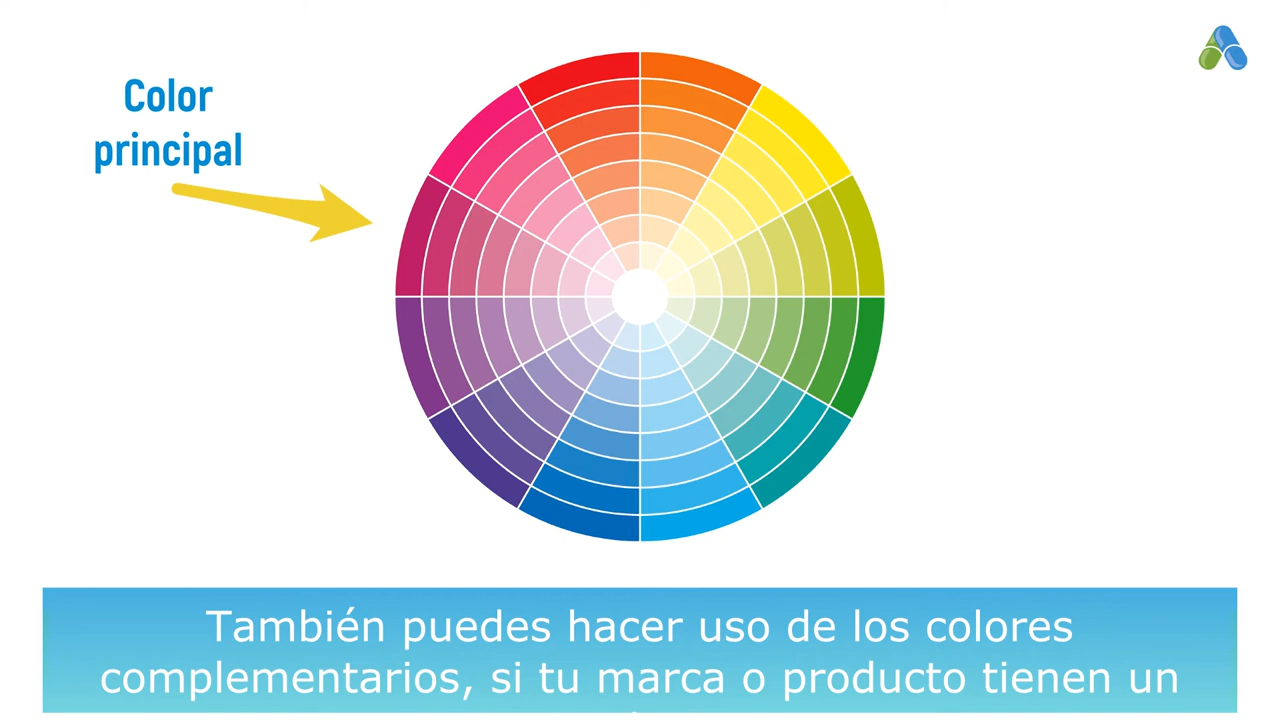 Color
principal
También puedes hacer uso de los colores
complementarios, si tu marca o producto tienen un